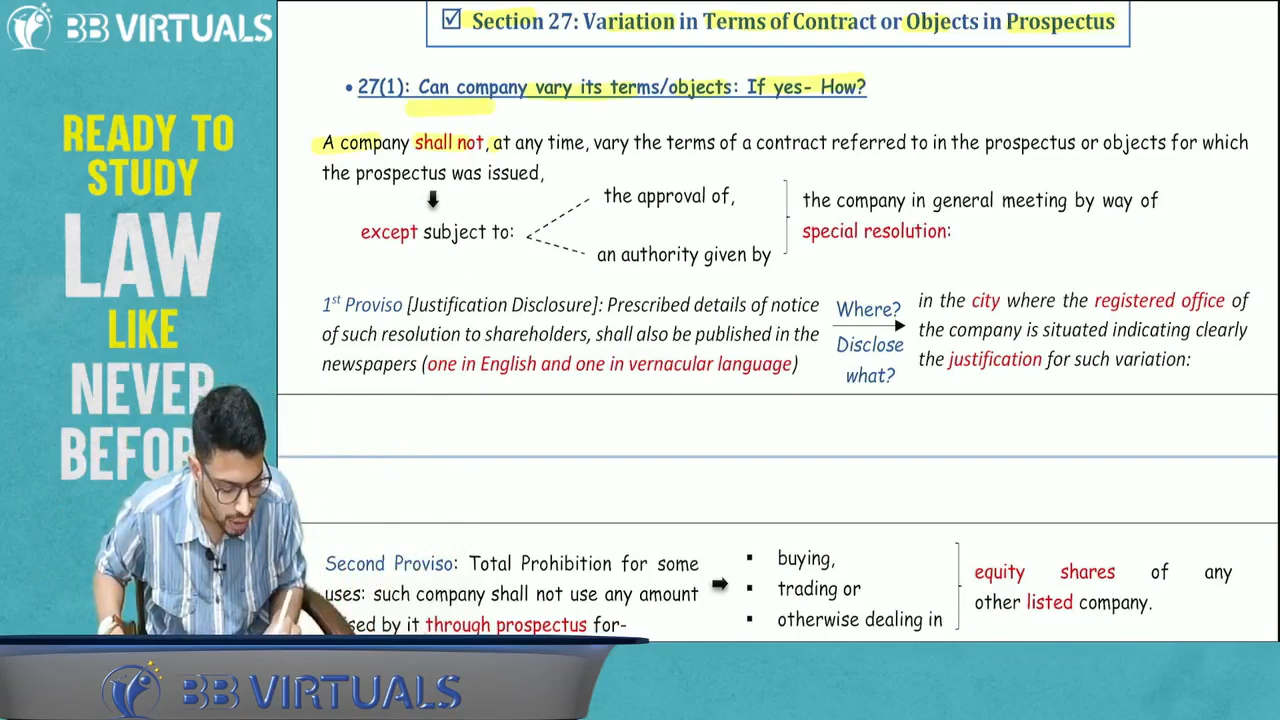 BB VIRTUALS
READY TO
STUDY
LAW
LIKE
NEVER
☑ Section 27: Variation in Terms of Contract or Objects in Prospectus
• 27(1): Can company vary its terms/objects: If yes- How?
A company shall not, at any time, vary the terms of a contract referred to in the prospectus or objects for which
the prospectus was issued,
except subject to:
the approval of,
an authority given by
the company in general meeting by way of
special resolution:
1st Proviso [Justification Disclosure]: Prescribed details of notice
of such resolution to shareholders, shall also be published in the
newspapers (one in English and one in vernacular language)
Where?
Disclose
what?
in the city where the registered office of
the company is situated indicating clearly
the justification for such variation:
Second Proviso: Total Prohibition for some
uses: such company shall not use any amount
by it through prospectus for-
▪ buying,
▪ trading or
▪ otherwise dealing in
equity shares of any
other listed company.
BB VIRTUALS